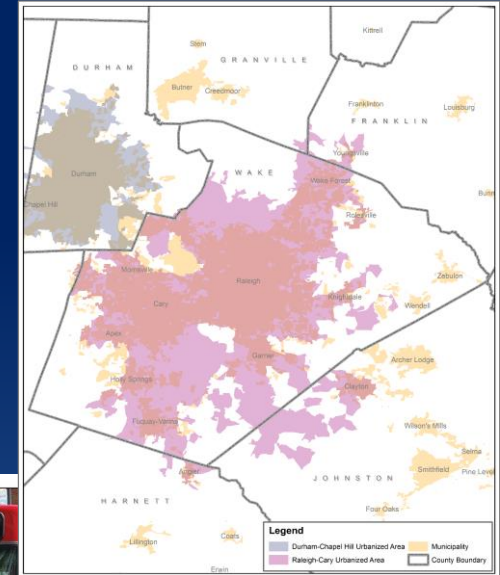 Kittrell
Stem
GRANVILLE
DURHAM
Butner
Creedmoor
Franklinton
Louisburg
FRANKLIN
Youngsville
Durham
WAKE
Wake Forest
Chapel Hill
Rolesville
Morrisville
Raleigh
Zabulon
Cary
Knightdale
Wendell
Apex
Garner
Archer Lodge
Holly Springs
Clayton
Fuquay-Varina
Wilson's Mills
Selma
Smithfield
Pine Level
Angier
JOHNSTON
HARNETT
Four Oaks
Lillington
Coats
Erwin
Legend
Durham-Chapel Hill Urbanized Area
Municipality
Raleigh-Cary Urbanized Area
County Boundary